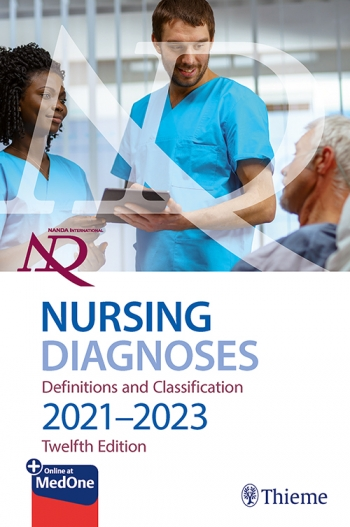 NANDA INTERNATIONAL
NURSING
DIAGNOSES
Definitions and Classification
2021–2023
Twelfth Edition
+ Online at
MedOne
Thieme